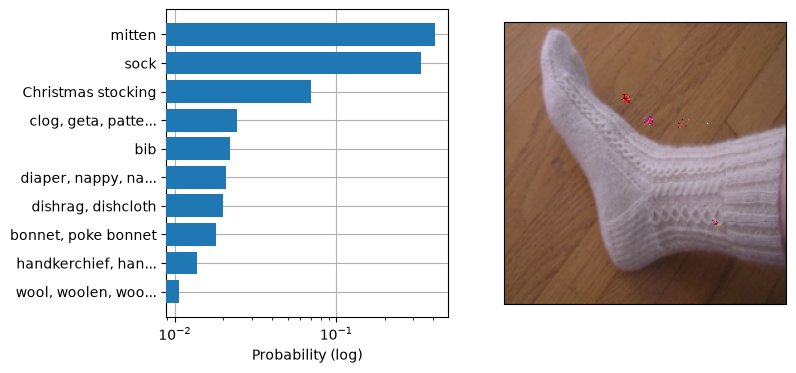 mitten
sock
Christmas stocking
clog, geta, patte...
bib
diaper, nappy, na...
dishrag, dishcloth
bonnet, poke bonnet
handkerchief, han...
wool, woolen, woo...
10⁻² 10⁻¹
Probability (log)